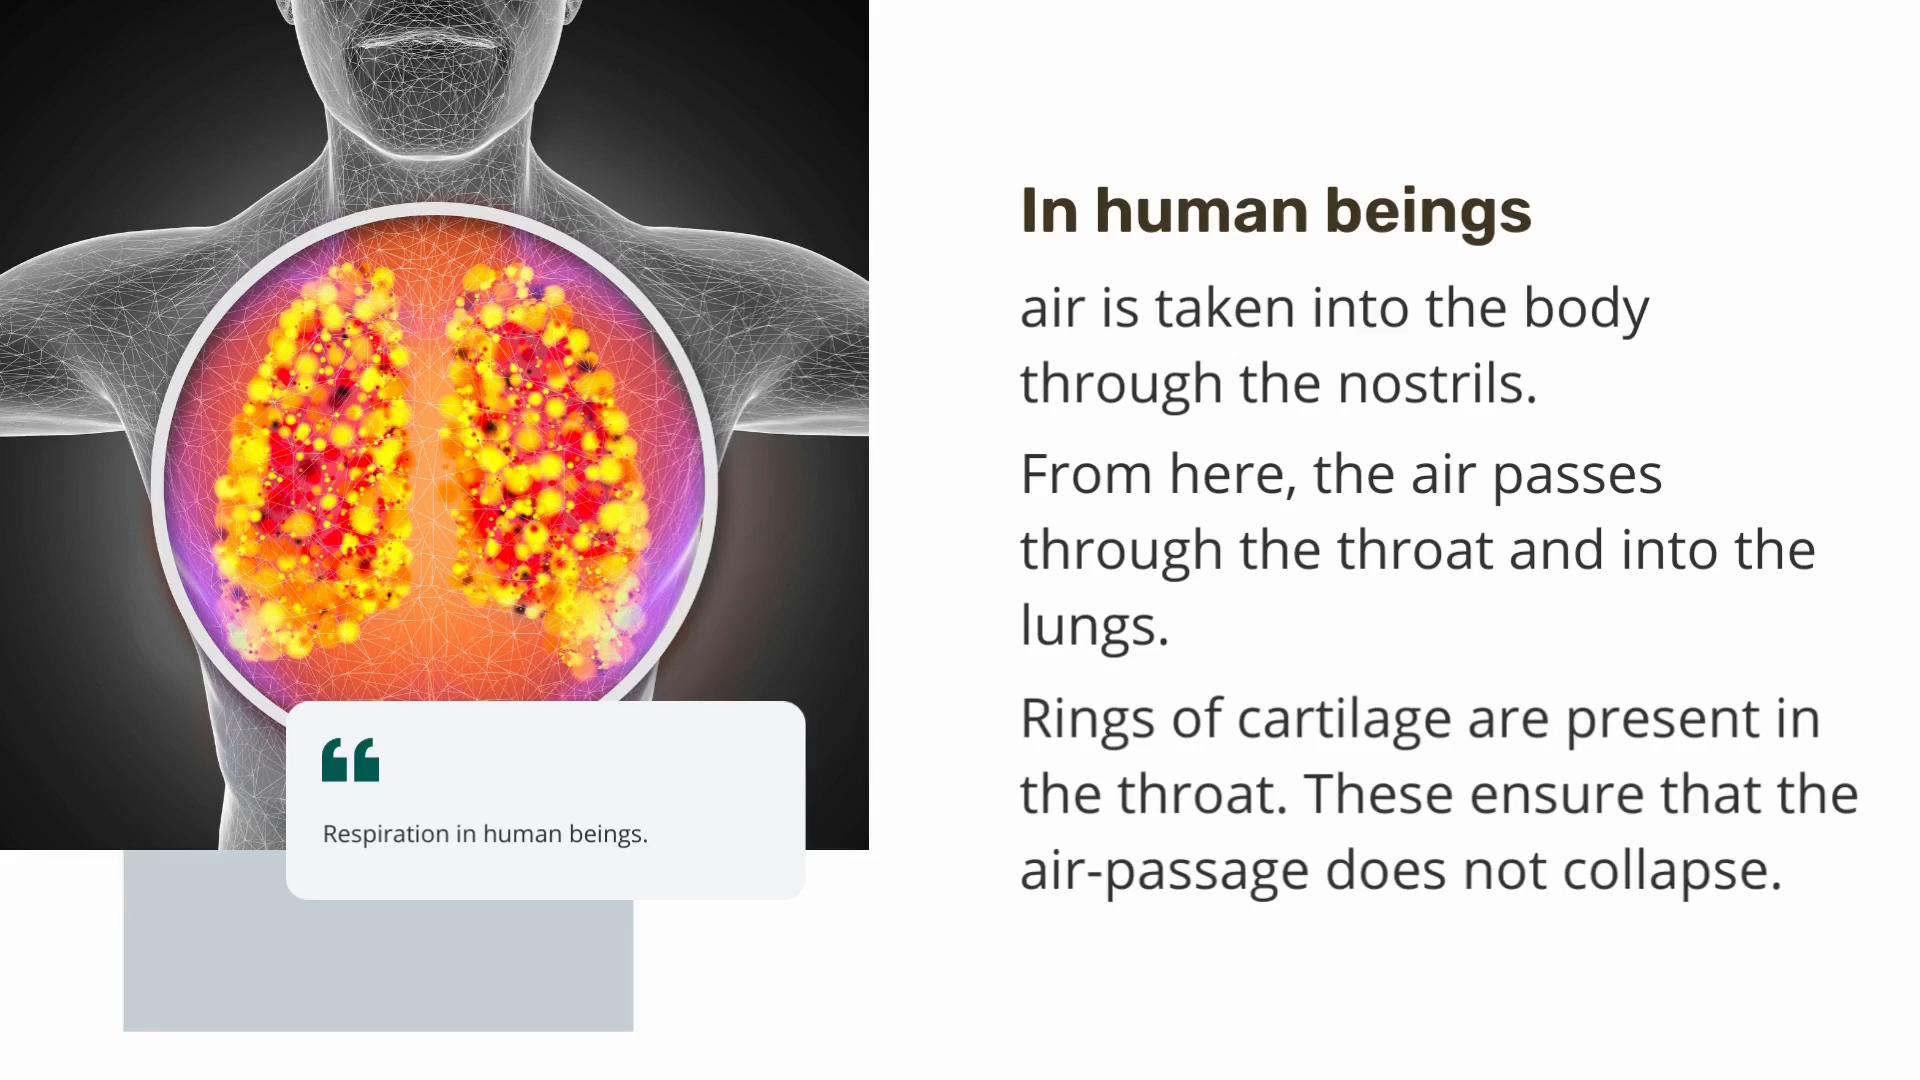 In human beings
air is taken into the body
through the nostrils.
From here, the air passes
through the throat and into the
lungs.
Rings of cartilage are present in
the throat. These ensure that the
air-passage does not collapse.
Respiration in human beings.